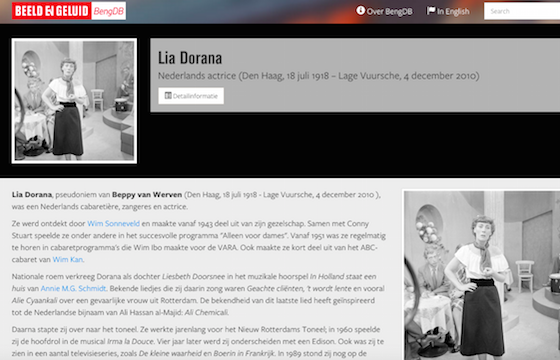 BEELD EN GELUID BengDB
Over BengDB
In English
Search
Lia Dorana
Nederlands actrice (Den Haag, 18 juli 1918 – Lage Vuursche, 4 december 2010)
Detailinformatie
Lia Dorana, pseudoniem van Beppy van Werven (Den Haag, 18 juli 1918 - Lage Vuursche, 4 december 2010 ),
was een Nederlands cabaretière, zangeres en actrice.
Ze werd ontdekt door Wim Sonneveld en maakte vanaf 1943 deel uit van zijn gezelschap. Samen met Conny
Stuart speelde ze onder andere in het succesvolle programma "Alleen voor dames". Vanaf 1951 was ze regelmatig
te horen in cabaretprogramma's die Wim Ibo maakte voor de VARA. Ook maakte ze kort deel uit van het ABC-
cabaret van Wim Kan.
Nationale roem verkreeg Dorana als dochter Liesbeth Doorsnee in het muzikale hoorspel In Holland staat een
huis van Annie M.G. Schmidt. Bekende liedjes die zij daarin zong waren Geachte cliënten, 't wordt lente en vooral
Alie Cyaankali over een gevaarlijke vrouw uit Rotterdam. De bekendheid van dit laatste lied heeft geïnspireerd
tot de Nederlandse bijnaam van Ali Hassan al-Majid: Ali Chemicali.
Daarna stapte zij over naar het toneel. Ze werkte jarenlang voor het Nieuw Rotterdams Toneel; in 1960 speelde
zij de hoofdrol in de musical Irma la Douce. Vier jaar later werd zij onderscheiden met een Edison. Ook was zij te
zien in een aantal televisieseries, zoals De kleine waarheid en Boerin in Frankrijk. In 1989 stond zij nog op de